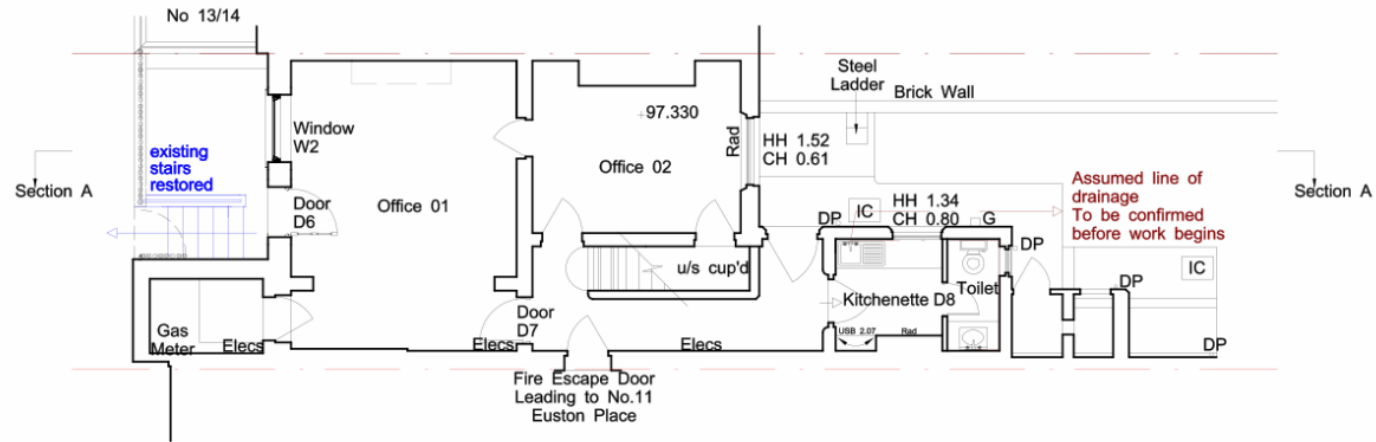 No 13/14
Steel
Ladder
Brick Wall
+97.330
Window
W2
Rad
HH 1.52
CH 0.61
existing
stairs
restored
Office 02
Section A
Assumed line of
drainage
To be confirmed
before work begins
Section A
Office 01
Door
D6
HH 1.34
CH 0.80
IC
DP
G
DP
u/s cup'd
IC
Toilet
DP
Kitchenette D8
Gas
Meter
Elecs
Door
D7
Elecs
Elecs
USB 2.07
Rad
DP
Fire Escape Door
Leading to No.11
Euston Place